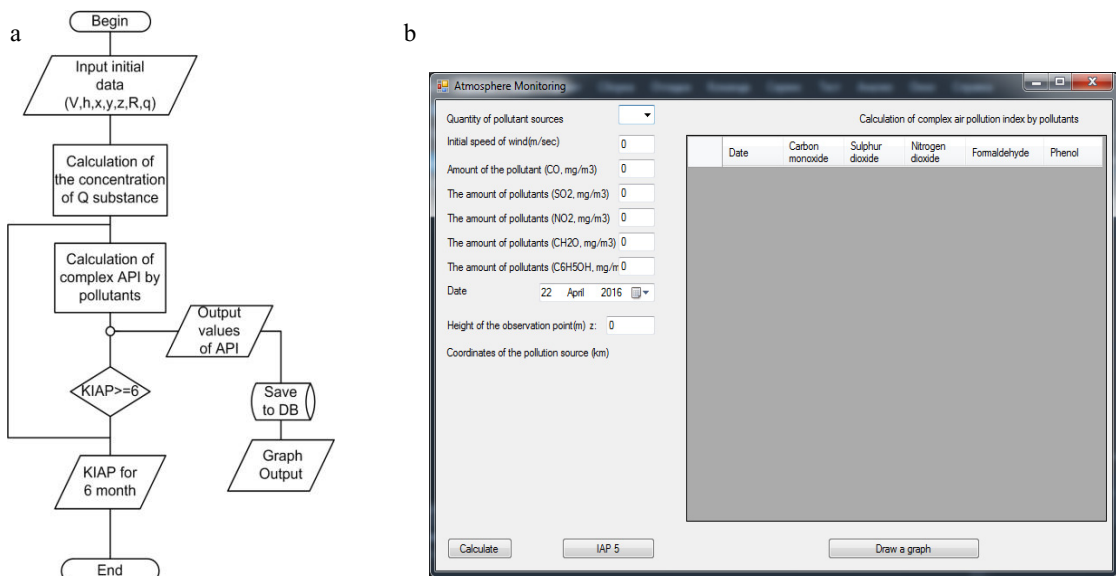 a
Begin
Input initial
data
(V,h,x,y,z,R,q)
Calculation of
the concentration
of Q substance
Calculation of
complex API by
pollutants
Output
values
of API
KIAP>=6
Save
to DB
Graph
Output
KIAP for
6 month
End
b
Atmosphere Monitoring
Quantity of pollutant sources
Initial speed of wind(m/sec) 0
Amount of the pollutant (CO, mg/m3) 0
The amount of pollutants (SO2, mg/m3) 0
The amount of pollutants (NO2, mg/m3) 0
The amount of pollutants (CH2O, mg/m3) 0
The amount of pollutants (C6H5OH, mg/m 0
Date 22 April 2016
Height of the observation point(m) z: 0
Coordinates of the pollution source (km)
Calculate
IAP 5
Calculation of complex air pollution index by pollutants
Date
Carbon
monoxide
Sulphur
dioxide
Nitrogen
dioxide
Formaldehyde
Phenol
Draw a graph